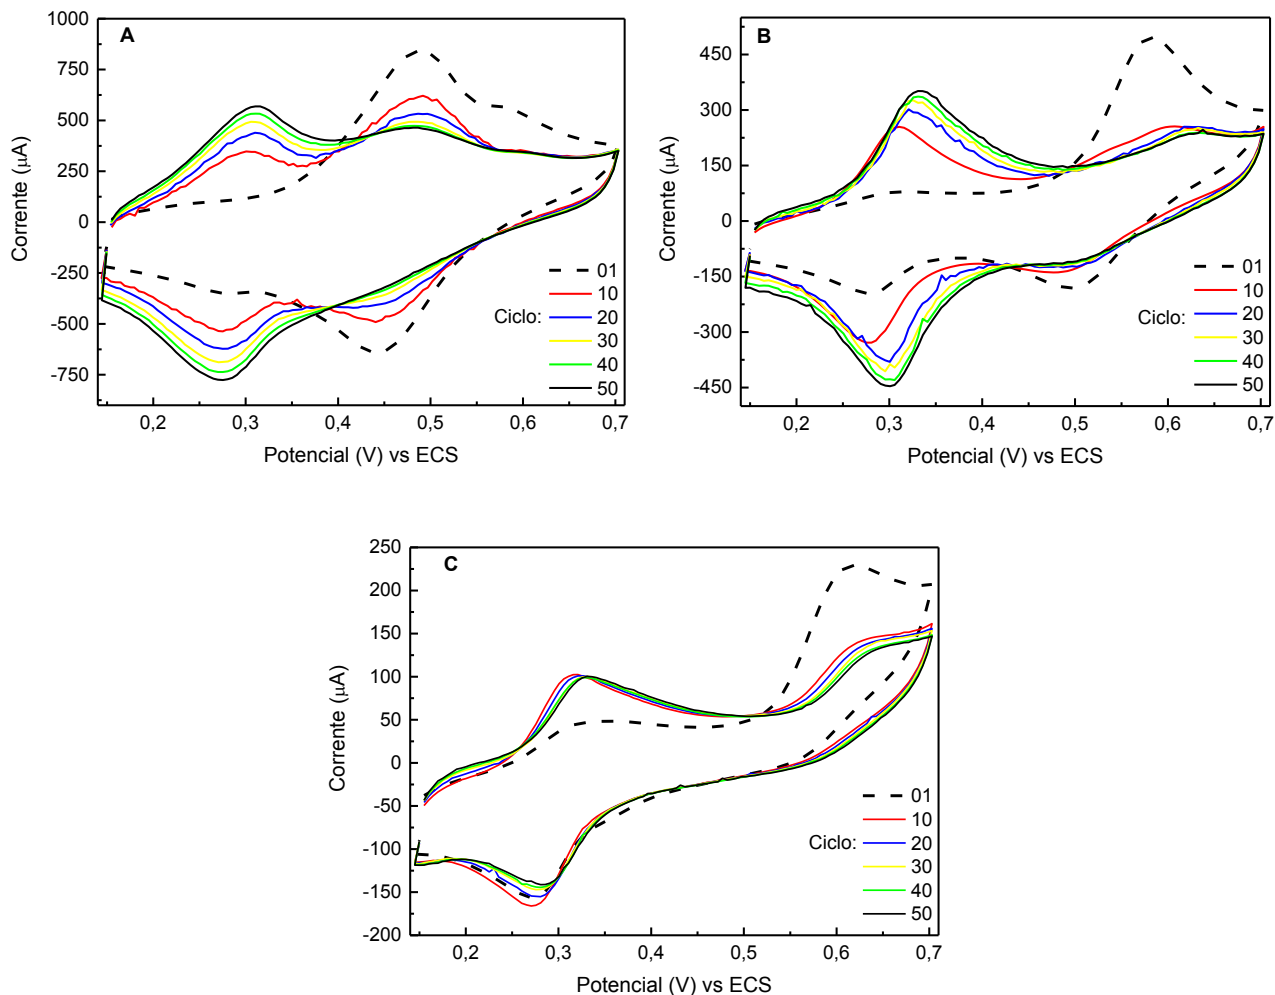 A
Corrente (µA)
1000
750
500
250
0
-250
-500
-750
0,2 0,3 0,4 0,5 0,6 0,7
Potencial (V) vs ECS
Ciclo:
01
10
20
30
40
50
B
Corrente (µA)
450
300
150
0
-150
-300
-450
0,2 0,3 0,4 0,5 0,6 0,7
Potencial (V) vs ECS
Ciclo:
01
10
20
30
40
50
C
Corrente (µA)
250
200
150
100
50
0
-50
-100
-150
-200
0,2 0,3 0,4 0,5 0,6 0,7
Potencial (V) vs ECS
Ciclo:
01
10
20
30
40
50